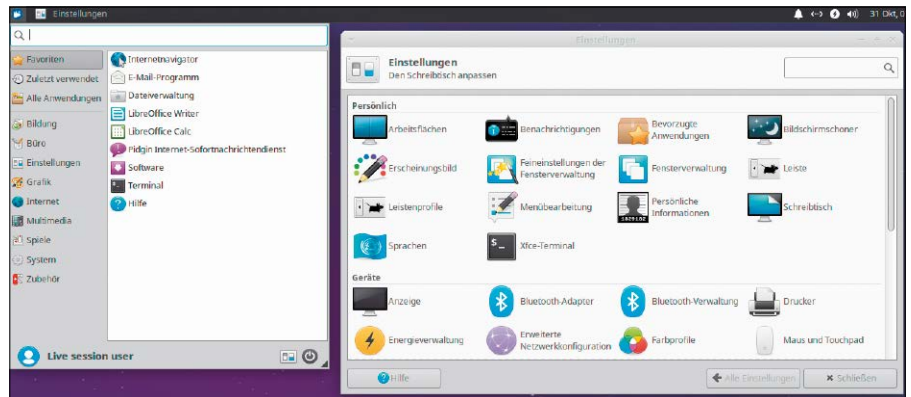 Einstellungen
31 Okt, 0
Favoriten
Zuletzt verwendet
Alle Anwendungen
Bildung
Büro
Einstellungen
Grafik
Internet
Multimedia
Spiele
System
Zubehör
Internetnavigator
E-Mail-Programm
Dateiverwaltung
LibreOffice Writer
LibreOffice Calc
Pidgin Internet-Sofortnachrichtendienst
Software
Terminal
Hilfe
Live session user
Einstellungen
Einstellungen
Den Schreibtisch anpassen
Persönlich
Arbeitsflächen
Benachrichtigungen
Bevorzugte
Anwendungen
Bildschirmschoner
Erscheinungsbild
Feineinstellungen der
Fensterverwaltung
Fensterverwaltung
Leiste
Leistenprofile
Menübearbeitung
Persönliche
Informationen
Schreibtisch
Sprachen
Xfce-Terminal
Geräte
Anzeige
Bluetooth-Adapter
Bluetooth-Verwaltung
Drucker
Energieverwaltung
Erweiterte
Netzwerkkonfiguration
Farbprofile
Maus und Touchpad
Hilfe
Alle Einstellungen
Schließen